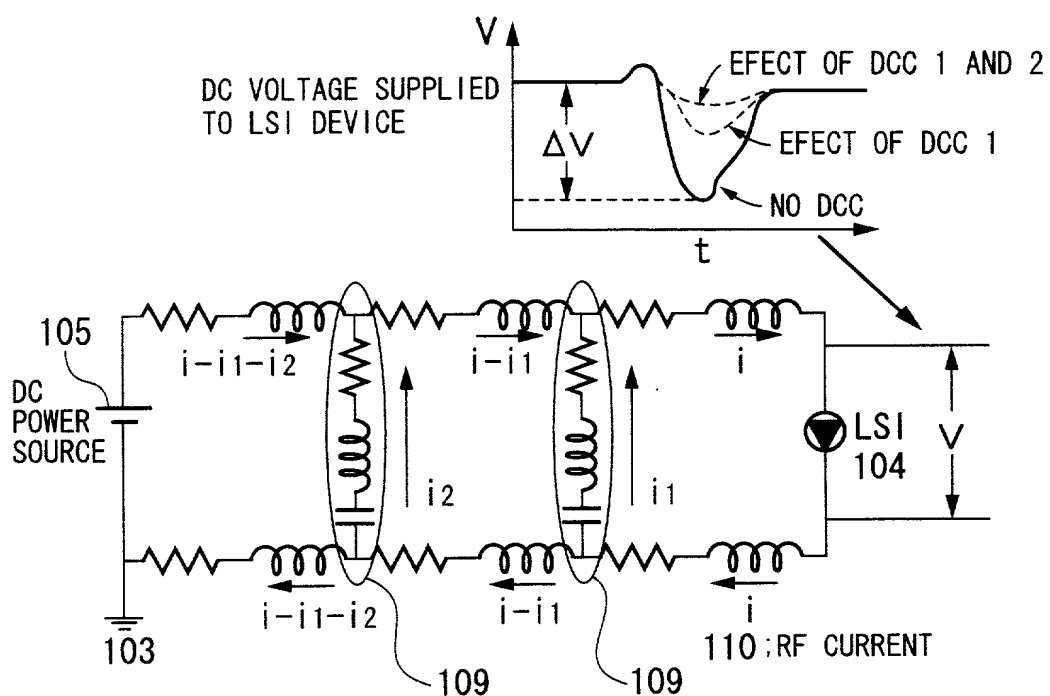 V
DC VOLTAGE SUPPLIED
TO LSI DEVICE
EFECT OF DCC 1 AND 2
EFECT OF DCC 1
ΔV
NO DCC
t
105
DC
POWER
SOURCE
i-i1-i2
i-i1
i
i2
i1
LSI
104
V
i-i1-i2
i-i1
i
103
109
109
110;RF CURRENT